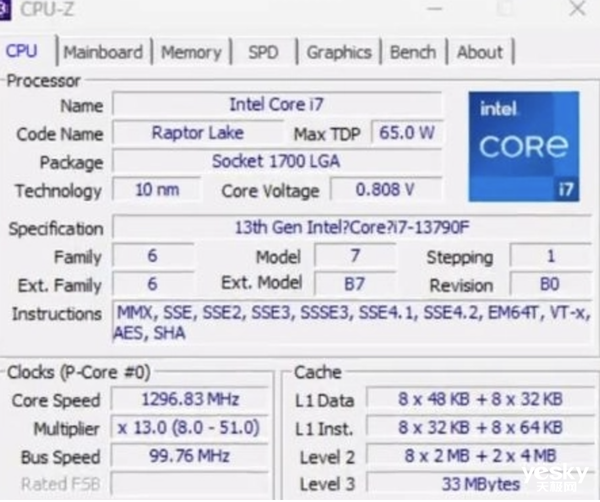 CPU-Z
CPU Mainboard Memory SPD Graphics Bench About
Processor
Name Intel Core i7
Code Name Raptor Lake Max TDP 65.0 W
Package Socket 1700 LGA
Technology 10 nm Core Voltage 0.808 V
intel
CORE
i7
Specification 13th Gen Intel?Core?i7-13790F
Family 6 Model 7 Stepping 1
Ext. Family 6 Ext. Model B7 Revision B0
Instructions MMX, SSE, SSE2, SSE3, SSSE3, SSE4.1, SSE4.2, EM64T, VT-x,
AES, SHA
Clocks (P-Core #0)
Core Speed 1296.83 MHz
Multiplier x 13.0 (8.0 - 51.0)
Bus Speed 99.76 MHz
Rated FSB
Cache
L1 Data 8 x 48 KB + 8 x 32 KB
L1 Inst. 8 x 32 KB + 8 x 64 KB
Level 2 8 x 2 MB + 2 x 4 MB
Level 3 33 MBytes
yesky